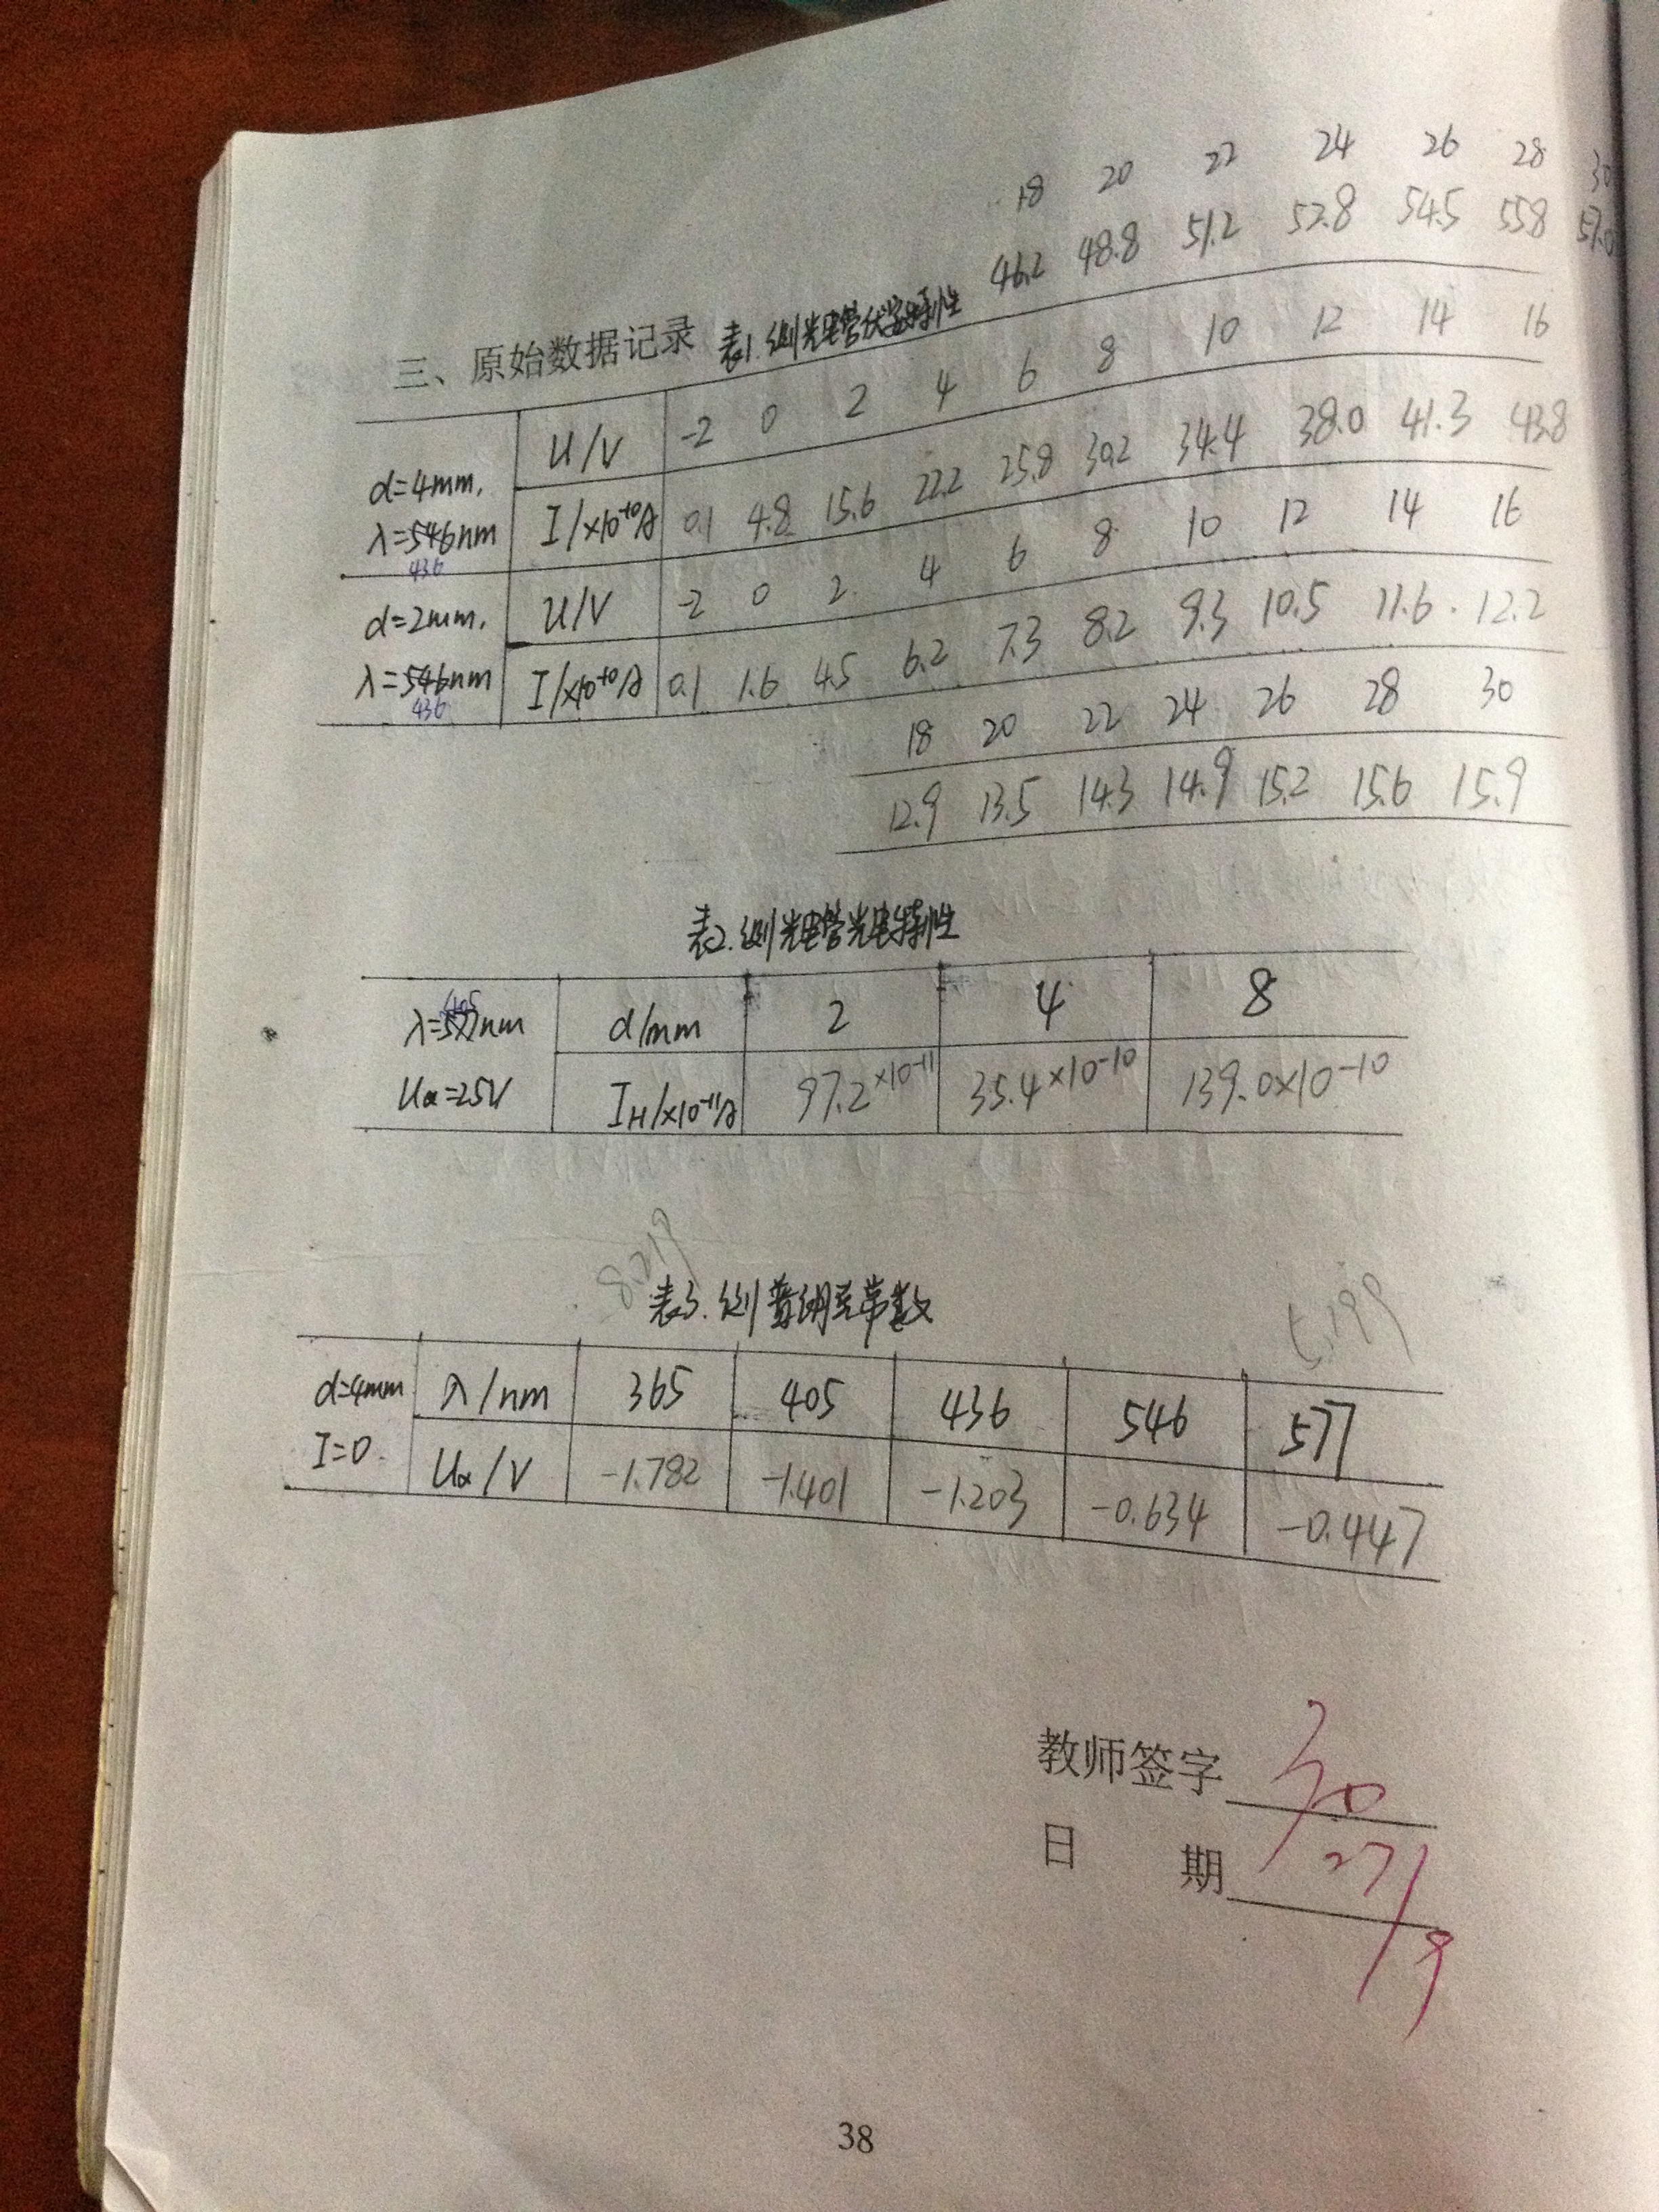 18 20 22 24 26 28 30
46.2 48.8 51.2 52.8 54.5 55.8 57.0
三、原始数据记录 表1.测光电管伏安特性
d=4mm, U/V -2 0 2 4 6 8 10 12 14 16
λ=546nm I/×10⁻¹⁰A 0.1 4.8 15.6 22.2 25.8 30.2 34.4 38.0 41.3 43.8
436
d=2mm, U/V -2 0 2 4 6 8 10 12 14 16
λ=546nm I/×10⁻¹⁰A 0.1 1.6 4.5 6.2 7.3 8.2 9.3 10.5 11.6 12.2
436
18 20 22 24 26 28 30
12.9 13.5 14.3 14.9 15.2 15.6 15.9
表2.测光电管光电特性
405
λ=577nm d/mm 2 4 8
Uα=25V I_H/×10⁻¹¹A 97.2×10⁻¹¹ 35.4×10⁻¹⁰ 139.0×10⁻¹⁰
8.219
表3.测普朗克常数
5.199
d=4mm λ/nm 365 405 436 546 577
I=0 Uα/V -1.782 -1.401 -1.203 -0.634 -0.447
教师签字
日 期 27/9
38